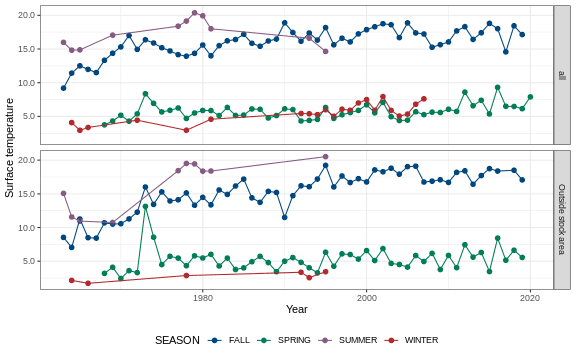 Surface temperature
20.0
15.0
10.0
5.0
all
20.0
15.0
10.0
5.0
Outside stock area
1980
2000
2020
Year
SEASON FALL SPRING SUMMER WINTER